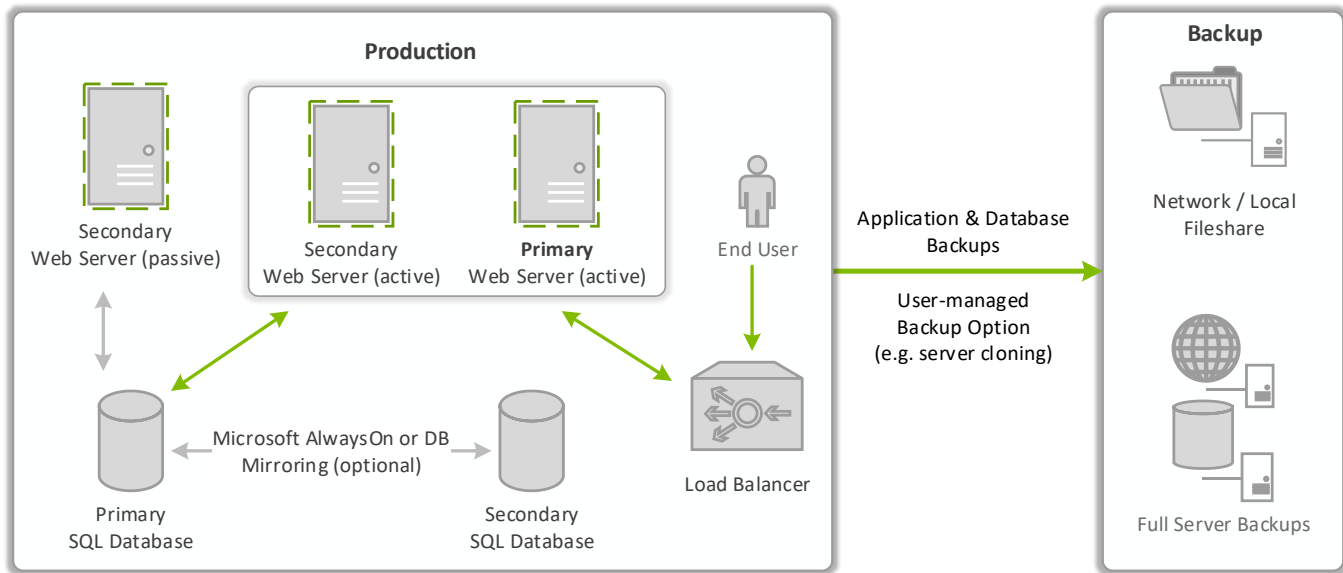 Production
Secondary
Web Server (passive)
Secondary
Web Server (active)
Primary
Web Server (active)
End User
Microsoft AlwaysOn or DB
Mirroring (optional)
Primary
SQL Database
Secondary
SQL Database
Load Balancer
Application & Database
Backups
User-managed
Backup Option
(e.g. server cloning)
Backup
Network / Local
Fileshare
Full Server Backups